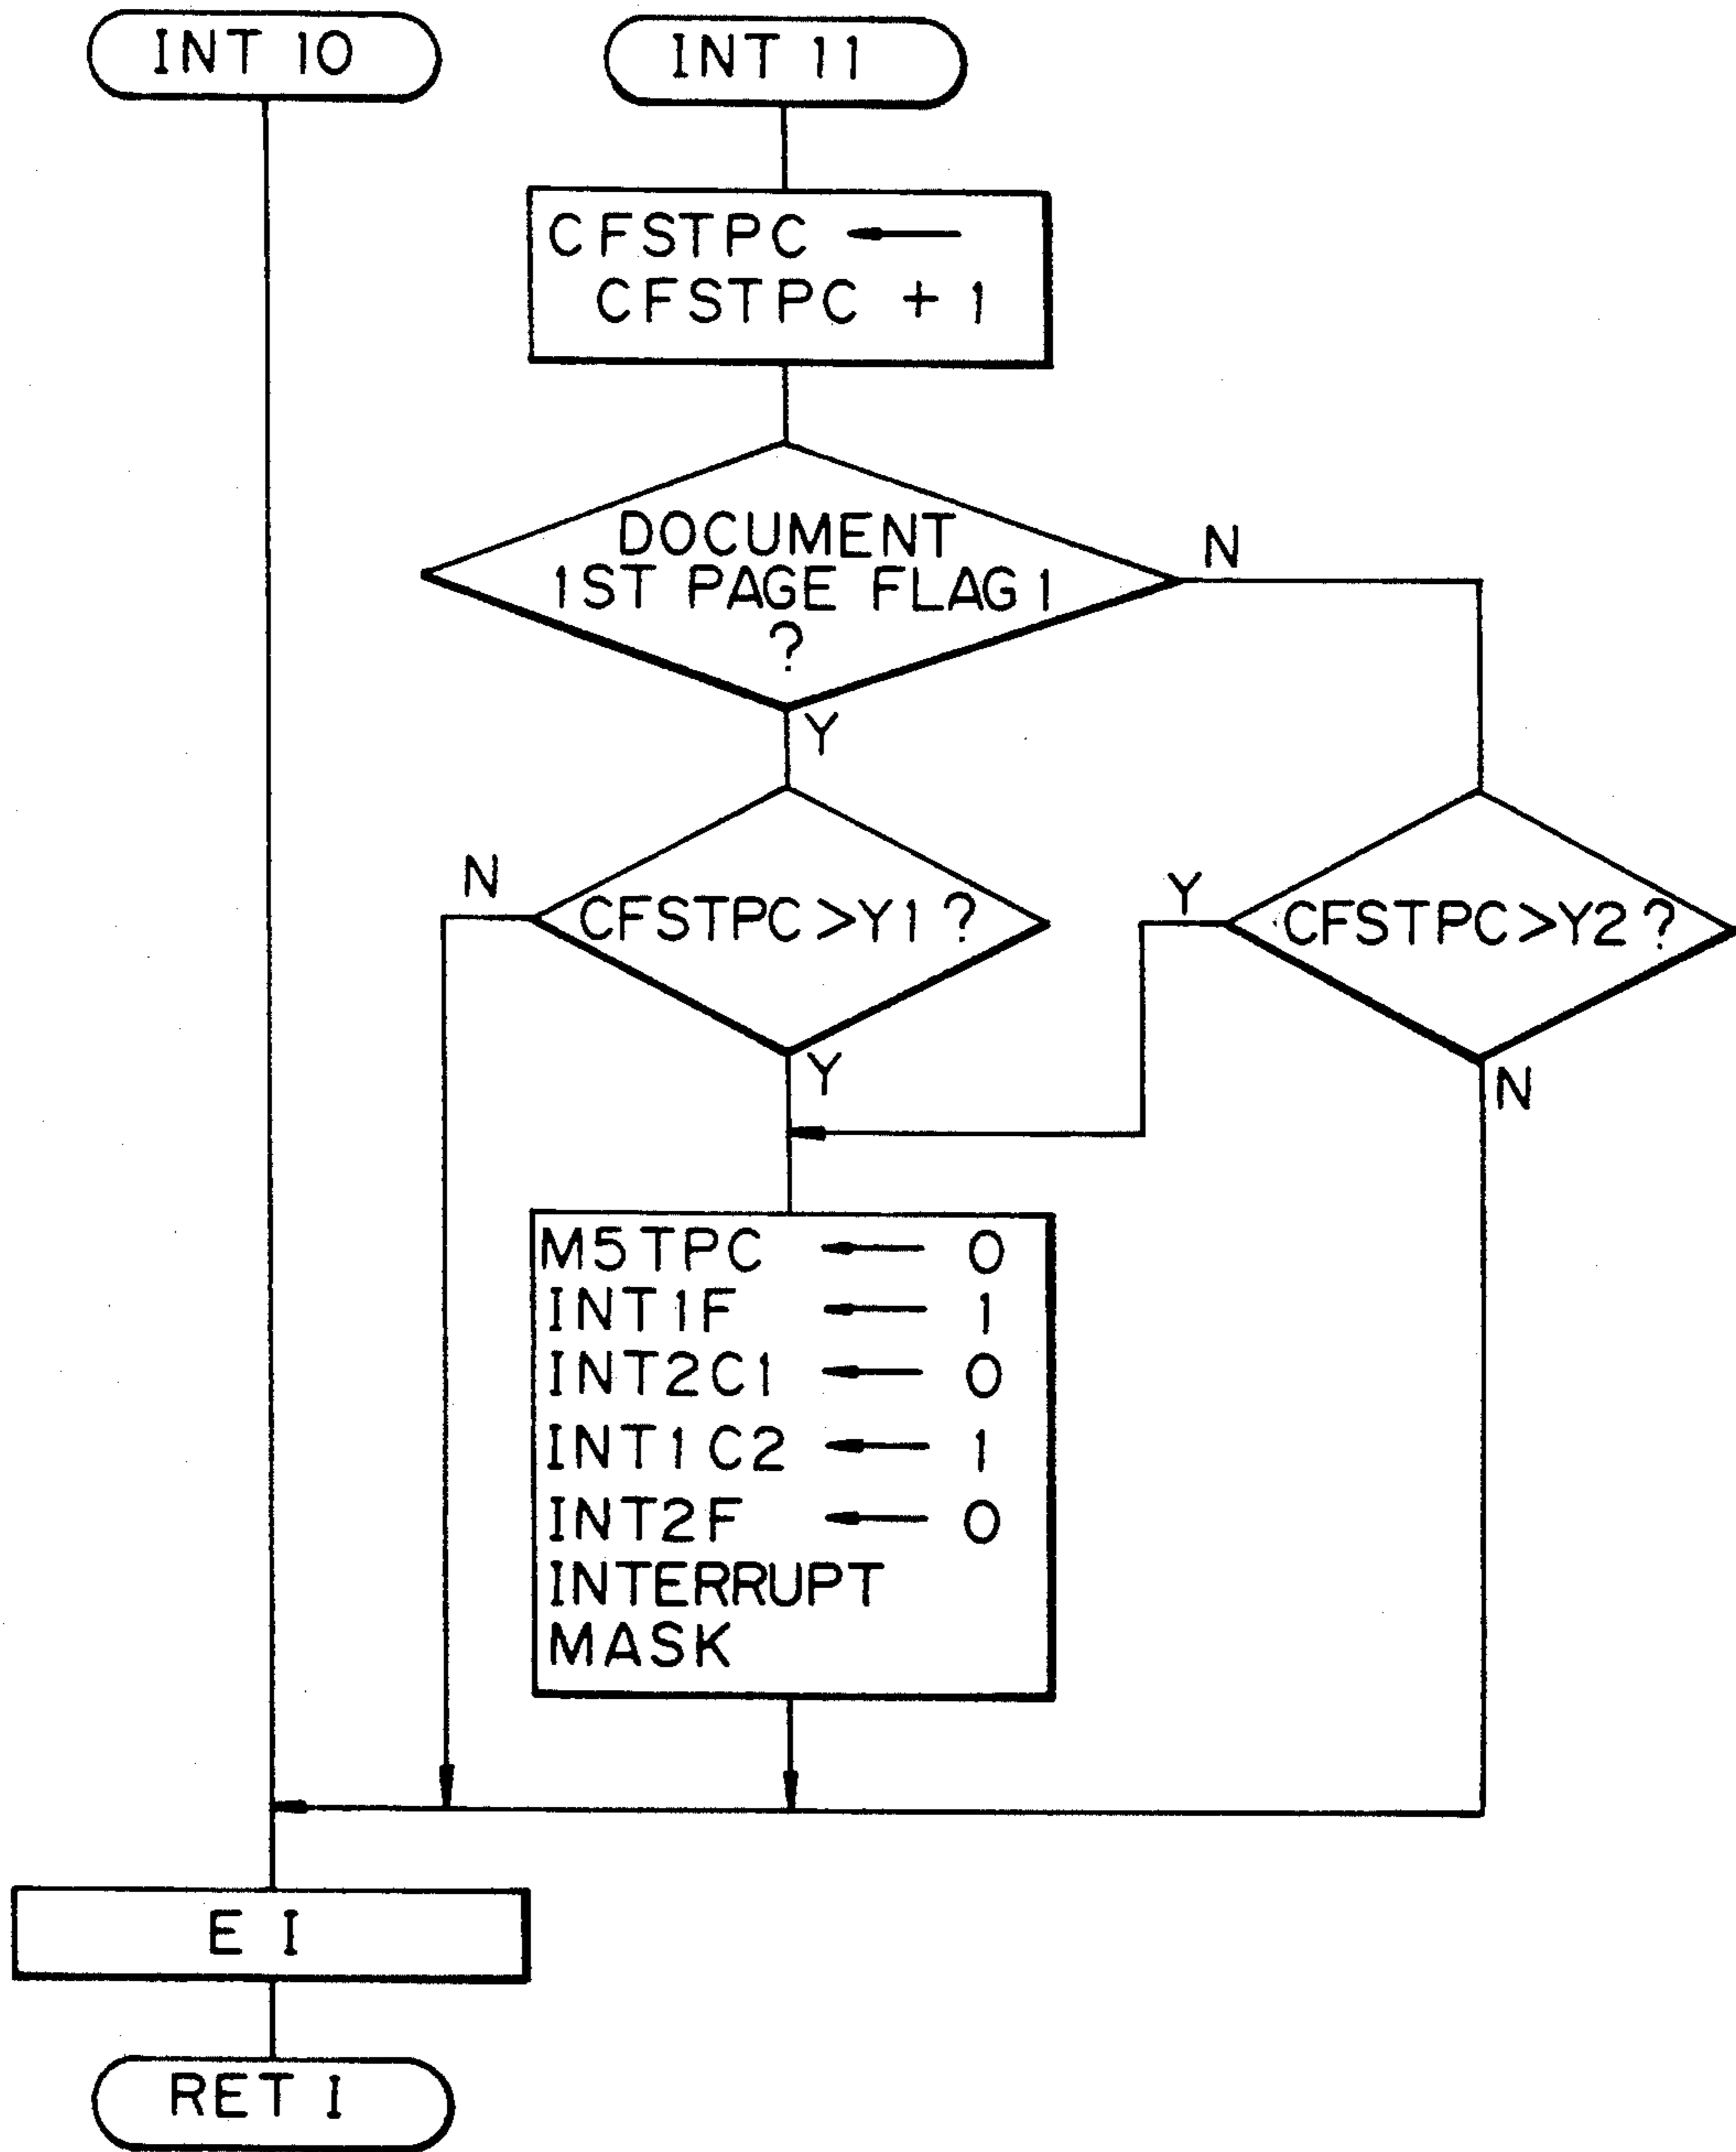 INT 10
INT 11
CFSTPC ←
CFSTPC + 1
DOCUMENT
1ST PAGE FLAG 1
?
N
Y
N
CFSTPC>Y1?
Y
Y
CFSTPC>Y2?
N
M5TPC ← 0
INT1F ← 1
INT2C1 ← 0
INT1C2 ← 1
INT2F ← 0
INTERRUPT
MASK
E I
RET I